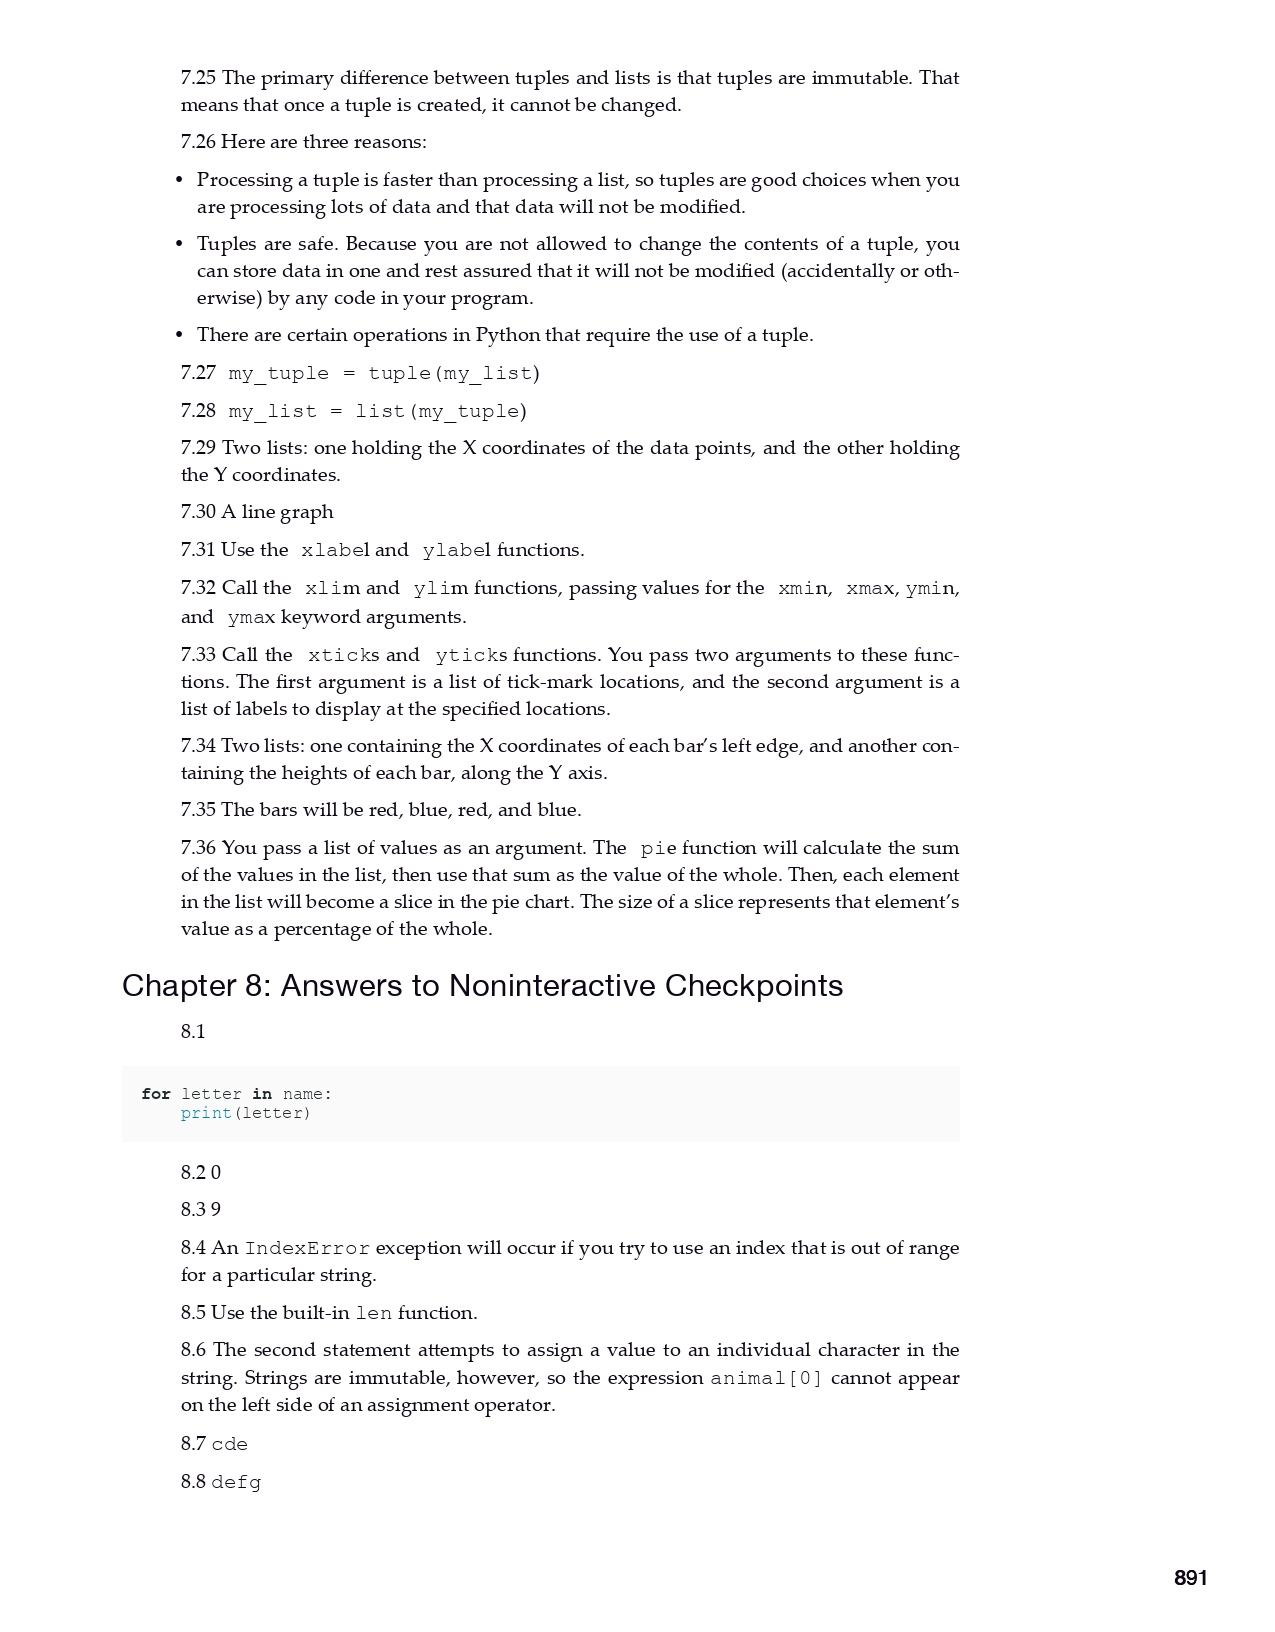 7.25 The primary difference between tuples and lists is that tuples are immutable. That
means that once a tuple is created, it cannot be changed.
7.26 Here are three reasons:
• Processing a tuple is faster than processing a list, so tuples are good choices when you
are processing lots of data and that data will not be modified.
• Tuples are safe. Because you are not allowed to change the contents of a tuple, you
can store data in one and rest assured that it will not be modified (accidentally or oth-
erwise) by any code in your program.
• There are certain operations in Python that require the use of a tuple.
7.27 my_tuple = tuple(my_list)
7.28 my_list = list(my_tuple)
7.29 Two lists: one holding the X coordinates of the data points, and the other holding
the Y coordinates.
7.30 A line graph
7.31 Use the xlabel and ylabel functions.
7.32 Call the xlim and ylim functions, passing values for the xmin, xmax, ymin,
and ymax keyword arguments.
7.33 Call the xticks and yticks functions. You pass two arguments to these func-
tions. The first argument is a list of tick-mark locations, and the second argument is a
list of labels to display at the specified locations.
7.34 Two lists: one containing the X coordinates of each bar’s left edge, and another con-
taining the heights of each bar, along the Y axis.
7.35 The bars will be red, blue, red, and blue.
7.36 You pass a list of values as an argument. The pie function will calculate the sum
of the values in the list, then use that sum as the value of the whole. Then, each element
in the list will become a slice in the pie chart. The size of a slice represents that element’s
value as a percentage of the whole.
Chapter 8: Answers to Noninteractive Checkpoints
8.1
for letter in name:
    print(letter)
8.2 0
8.3 9
8.4 An IndexError exception will occur if you try to use an index that is out of range
for a particular string.
8.5 Use the built-in len function.
8.6 The second statement attempts to assign a value to an individual character in the
string. Strings are immutable, however, so the expression animal[0] cannot appear
on the left side of an assignment operator.
8.7 cde
8.8 defg
891